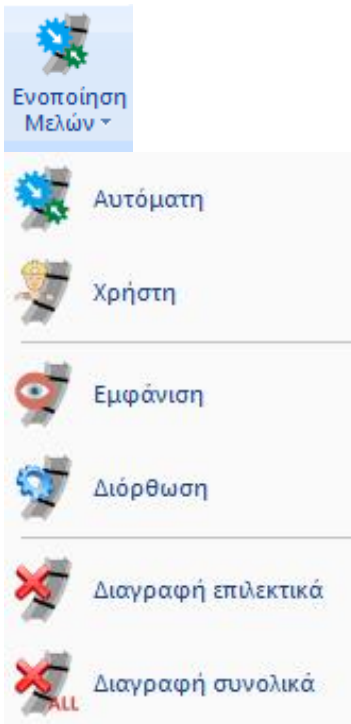 Ενοποίηση
Μελών
Αυτόματη
Χρήστη
Εμφάνιση
Διόρθωση
Διαγραφή επιλεκτικά
Διαγραφή συνολικά
ALL